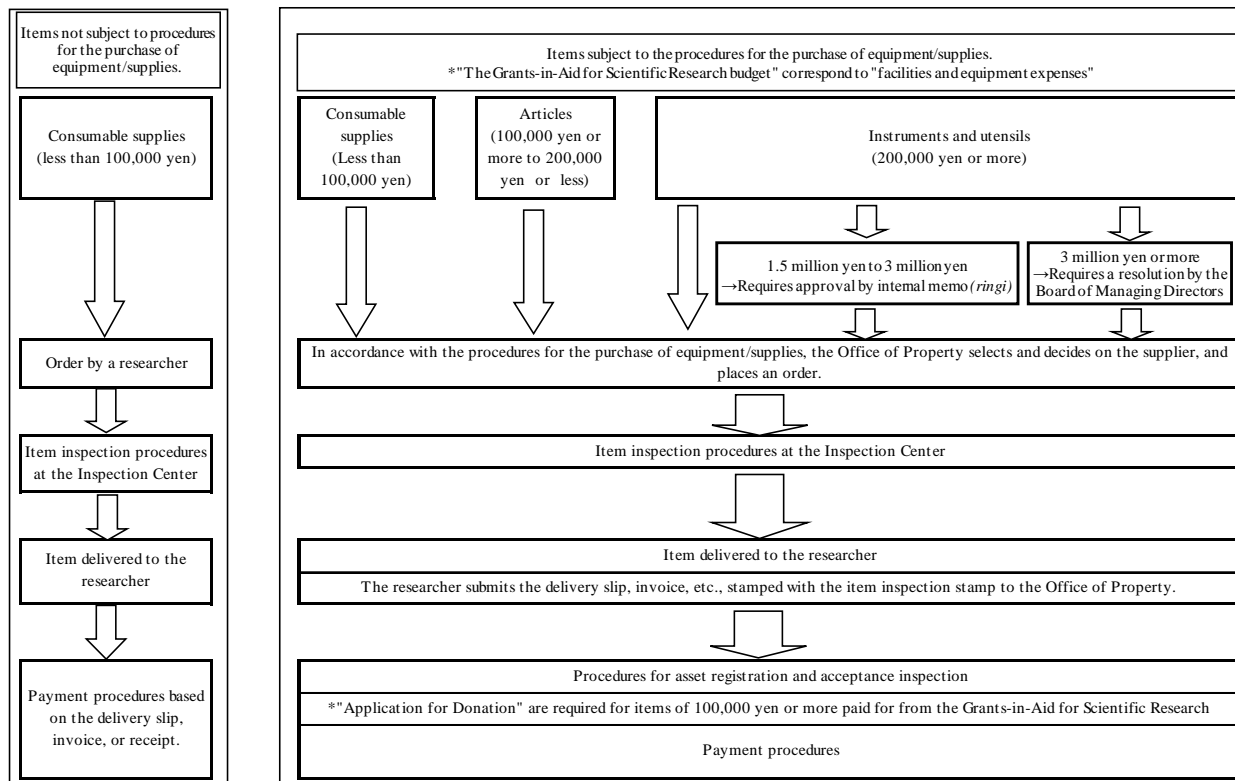 Items not subject to procedures
for the purchase of
equipment/supplies.
Consumable supplies
(less than 100,000 yen)
Order by a researcher
Item inspection procedures
at the Inspection Center
Item delivered to the
researcher
Payment procedures based
on the delivery slip,
invoice, or receipt.
Items subject to the procedures for the purchase of equipment/supplies.
*"The Grants-in-Aid for Scientific Research budget" correspond to "facilities and equipment expenses"
Consumable
supplies
(Less than
100,000 yen)
Articles
(100,000 yen or
more to 200,000
yen or less)
Instruments and utensils
(200,000 yen or more)
1.5 million yen to 3 million yen
→Requires approval by internal memo (ringi)
3 million yen or more
→Requires a resolution by the
Board of Managing Directors
In accordance with the procedures for the purchase of equipment/supplies, the Office of Property selects and decides on the supplier, and
places an order.
Item inspection procedures at the Inspection Center
Item delivered to the researcher
The researcher submits the delivery slip, invoice, etc., stamped with the item inspection stamp to the Office of Property.
Procedures for asset registration and acceptance inspection
*"Application for Donation" are required for items of 100,000 yen or more paid for from the Grants-in-Aid for Scientific Research
Payment procedures